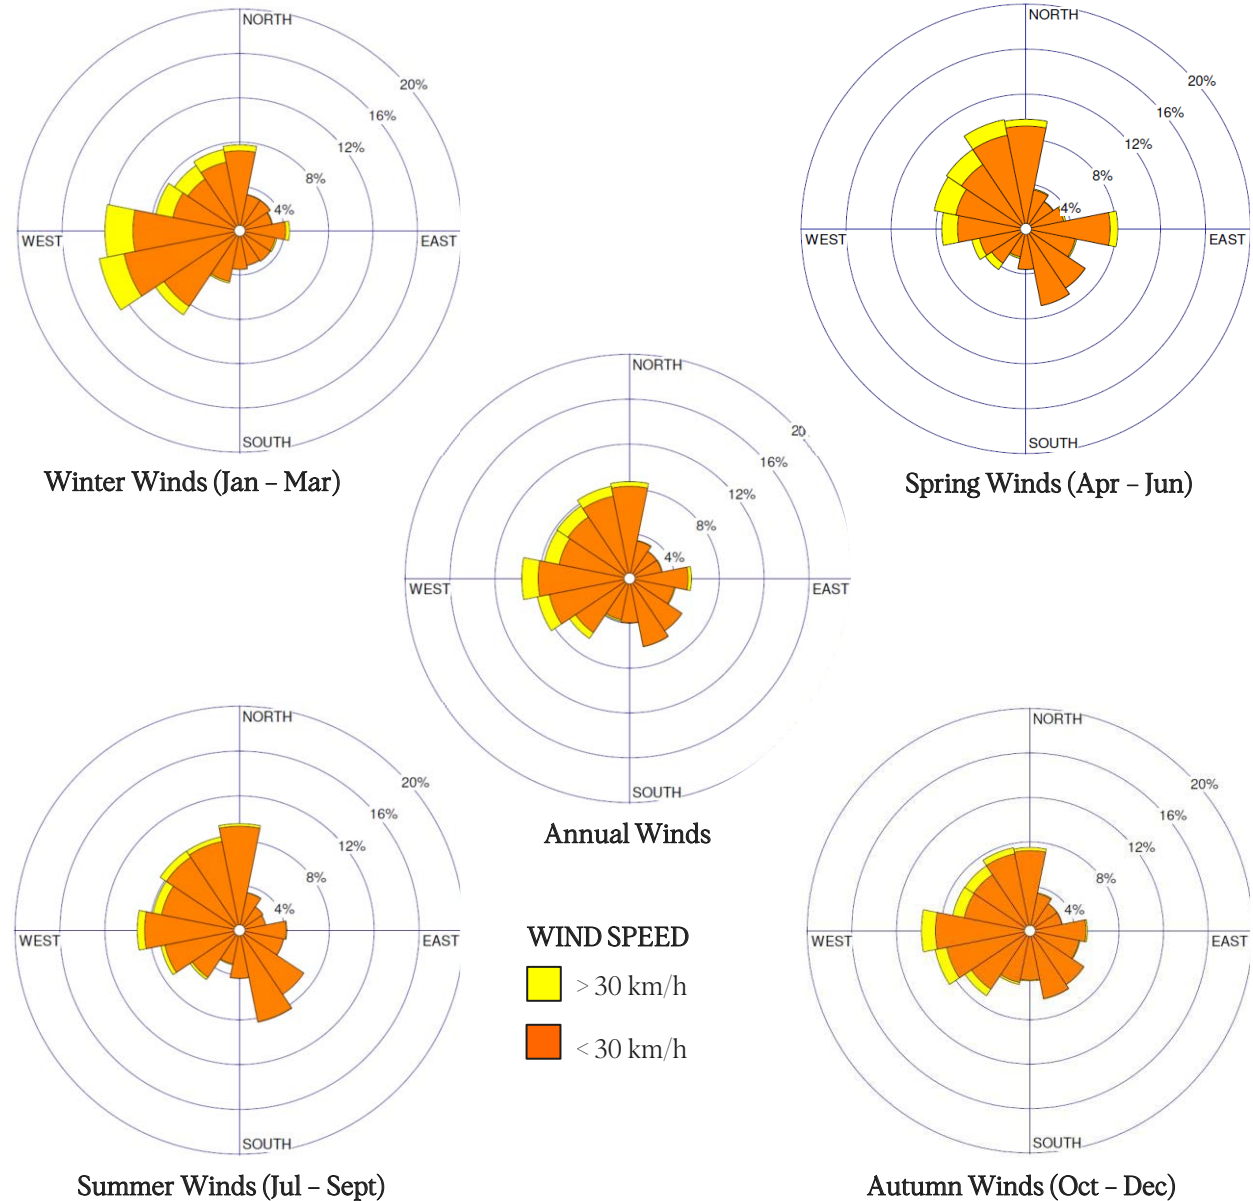 NORTH
20%
16%
12%
8%
4%
WEST
EAST
SOUTH
Winter Winds (Jan – Mar)
NORTH
20%
16%
12%
8%
4%
WEST
EAST
SOUTH
Spring Winds (Apr – Jun)
NORTH
20
16%
12%
8%
4%
WEST
EAST
SOUTH
Annual Winds
NORTH
20%
16%
12%
8%
4%
WEST
EAST
SOUTH
Summer Winds (Jul – Sept)
WIND SPEED
> 30 km/h
< 30 km/h
NORTH
20%
16%
12%
8%
4%
WEST
EAST
SOUTH
Autumn Winds (Oct – Dec)